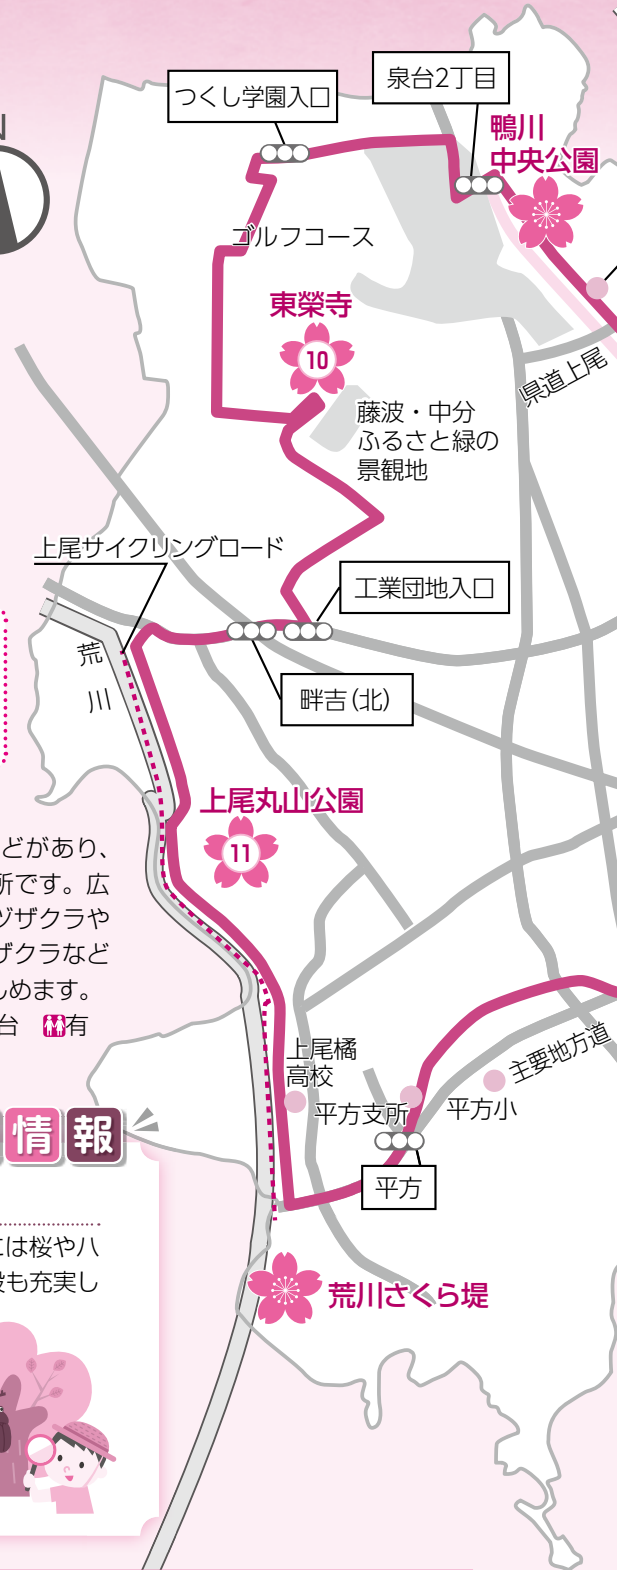 つくし学園入口
泉台2丁目
鴨川
中央公園
N
ゴルフコース
東榮寺
10
県道上尾
藤波・中分
ふるさと緑の
景観地
上尾サイクリングロード
工業団地入口
荒
川
畔吉(北)
上尾丸山公園
11
どがあり、
所です。広
ヅザクラや
ザクラなど
しめます。
台 有
上尾橘
高校
主要地方道
平方支所
平方小
情報
平方
には桜や八
設も充実し
荒川さくら堤